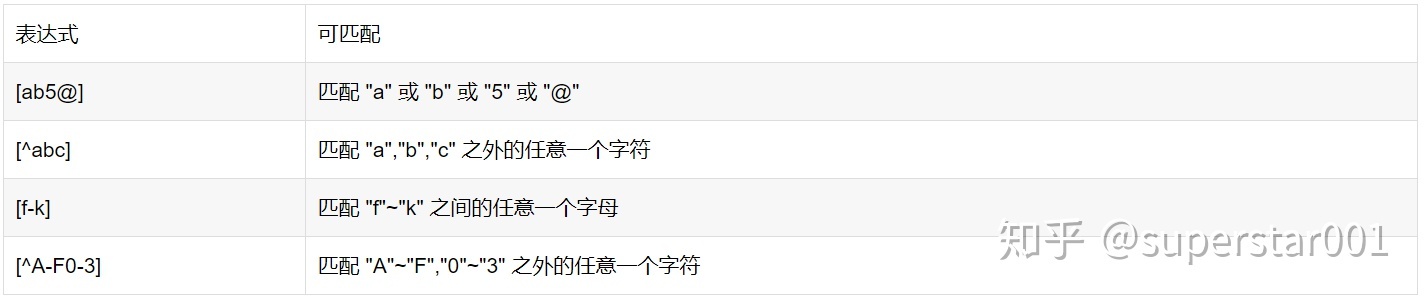 表达式 可匹配
[ab5@] 匹配 "a" 或 "b" 或 "5" 或 "@"
[^abc] 匹配 "a","b","c" 之外的任意一个字符
[f-k] 匹配 "f"~"k" 之间的任意一个字母
[^A-F0-3] 匹配 "A"~"F","0"~"3" 之外的任意一个字符
知乎 @superstar001